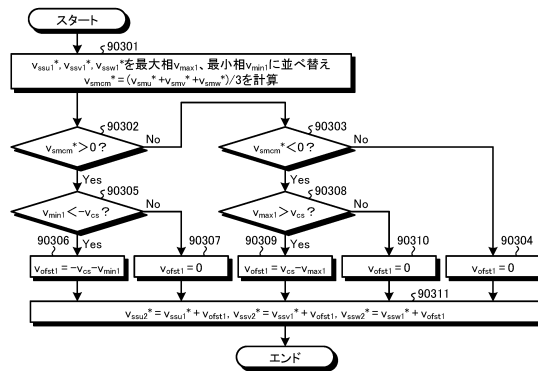 スタート
90301
vssu1*, vssv1*, vssw1*を最大相vmax1、最小相vmin1に並べ替え
vsmcm*=(vsmu*+vsmv*+vsmw*)/3を計算
90302
vsmcm*>0?
No
Yes
90303
vsmcm*<0?
No
Yes
90305
vmin1<-vcs?
No
Yes
90308
vmax1>vcs?
No
Yes
90306
vofst1=-vcs-vmin1
90307
vofst1=0
90309
vofst1=vcs-vmax1
90310
vofst1=0
90304
vofst1=0
90311
vssu2*=vssu1*+vofst1, vssv2*=vssv1*+vofst1, vssw2*=vssw1*+vofst1
エンド